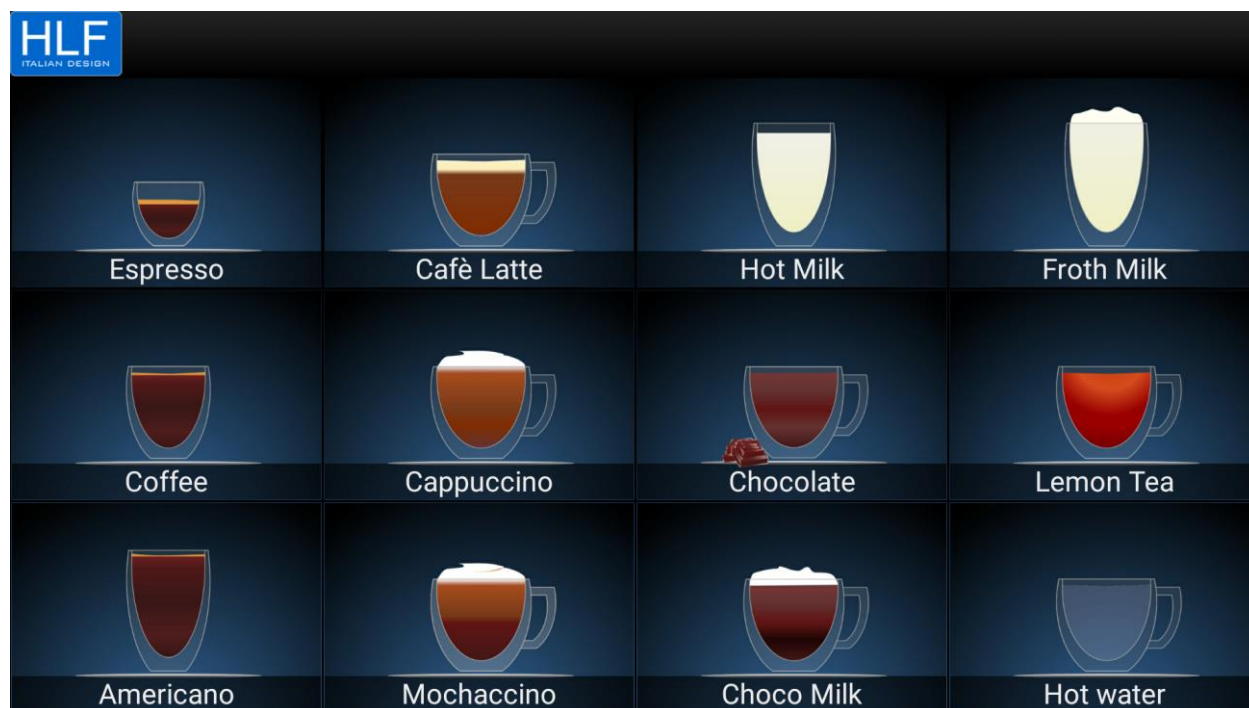 HLF
ITALIAN DESIGN
Espresso
Cafè Latte
Hot Milk
Froth Milk
Coffee
Cappuccino
Chocolate
Lemon Tea
Americano
Mochaccino
Choco Milk
Hot water